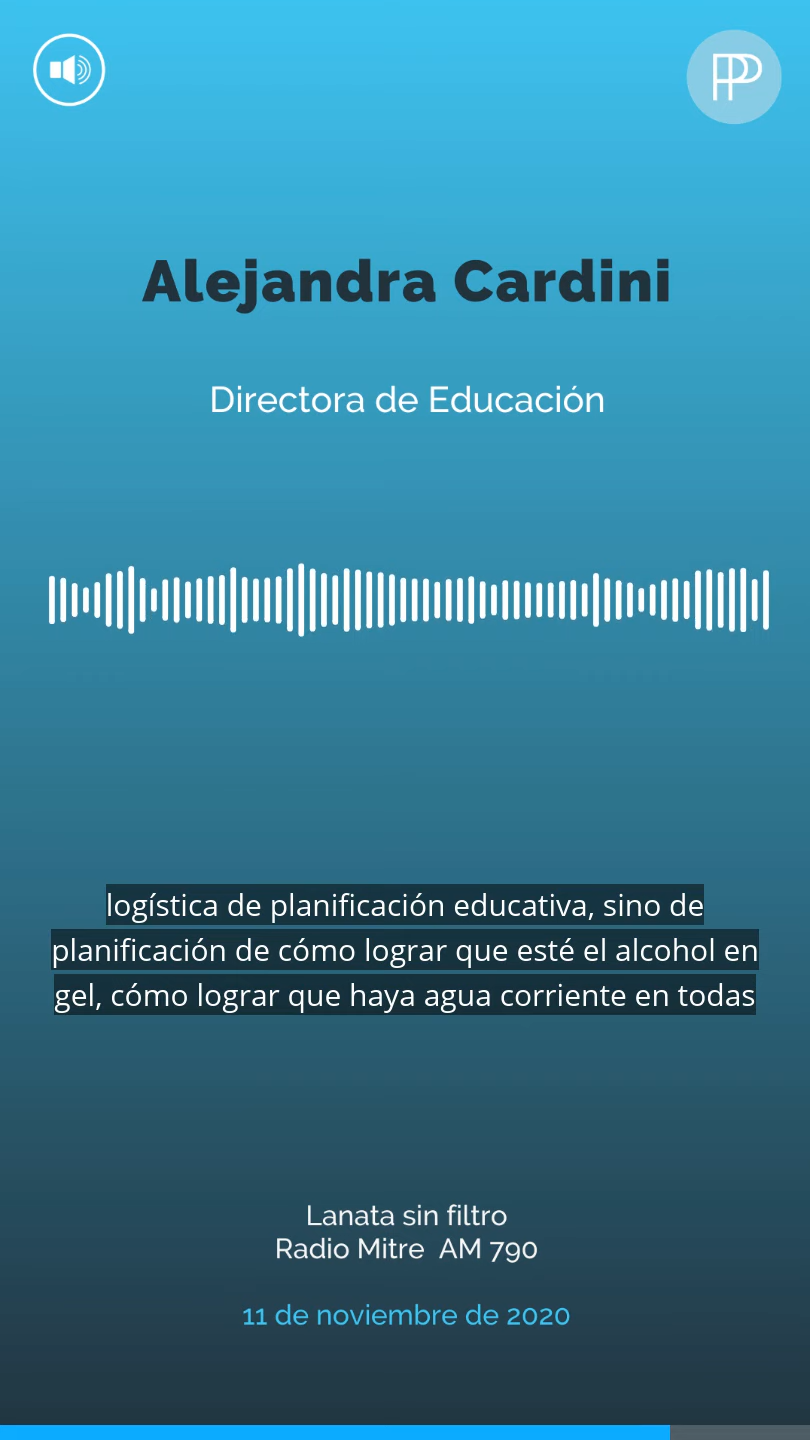 PP
Alejandra Cardini
Directora de Educación
logística de planificación educativa, sino de
planificación de cómo lograr que esté el alcohol en
gel, cómo lograr que haya agua corriente en todas
Lanata sin filtro
Radio Mitre AM 790
11 de noviembre de 2020